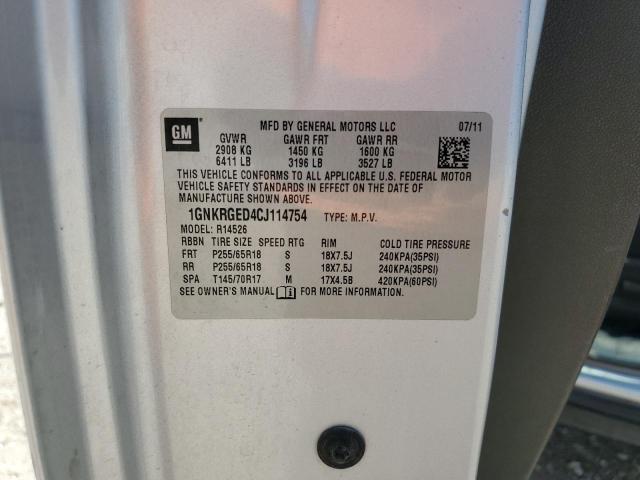 GM
MFD BY GENERAL MOTORS LLC 07/11
GVWR GAWR FRT GAWR RR
2908 KG 1450 KG 1600 KG
6411 LB 3196 LB 3527 LB
THIS VEHICLE CONFORMS TO ALL APPLICABLE U.S. FEDERAL MOTOR
VEHICLE SAFETY STANDARDS IN EFFECT ON THE DATE OF
MANUFACTURE SHOWN ABOVE.
1GNKRGED4CJ114754 TYPE: M.P.V.
MODEL: R14526
RBBN TIRE SIZE SPEED RTG RIM COLD TIRE PRESSURE
FRT P255/65R18 S 18X7.5J 240KPA(35PSI)
RR P255/65R18 S 18X7.5J 240KPA(35PSI)
SPA T145/70R17 M 17X4.5B 420KPA(60PSI)
SEE OWNER'S MANUAL FOR MORE INFORMATION.